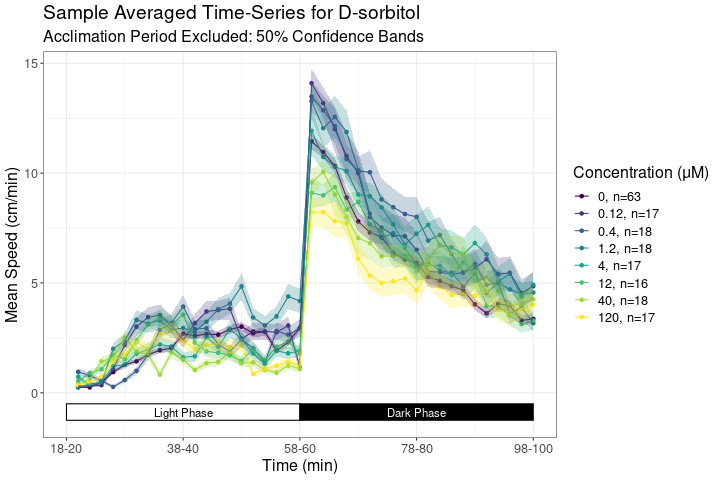 Sample Averaged Time-Series for D-sorbitol
Acclimation Period Excluded: 50% Confidence Bands
Mean Speed (cm/min)
15
10
5
0
Light Phase
Dark Phase
18-20
38-40
58-60
78-80
98-100
Time (min)
Concentration (μM)
0, n=63
0.12, n=17
0.4, n=18
1.2, n=18
4, n=17
12, n=16
40, n=18
120, n=17